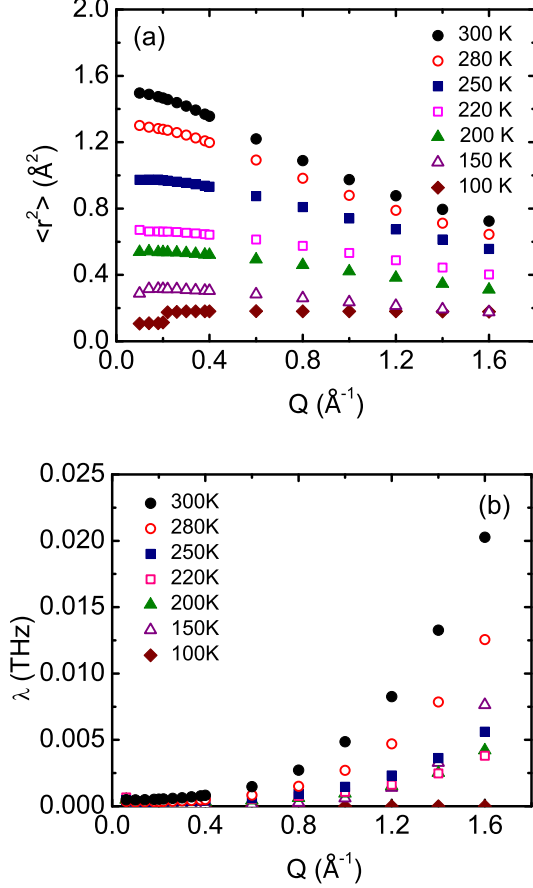 (a)
2.0
1.6
1.2
0.8
0.4
0.0
<r²> (Å²)
300 K
280 K
250 K
220 K
200 K
150 K
100 K
0.0 0.4 0.8 1.2 1.6
Q (Å⁻¹)
(b)
0.025
0.020
0.015
0.010
0.005
0.000
λ (THz)
300K
280K
250K
220K
200K
150K
100K
0.0 0.4 0.8 1.2 1.6
Q (Å⁻¹)